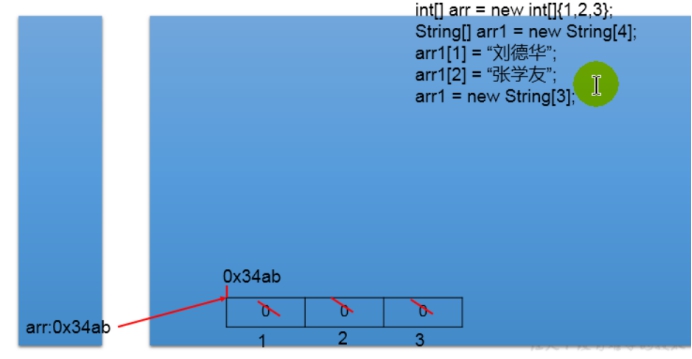 int[] arr = new int[]{1,2,3};
String[] arr1 = new String[4];
arr1[1] = “刘德华”;
arr1[2] = “张学友”;
arr1 = new String[3];
0x34ab
arr:0x34ab
0 0 0
1 2 3